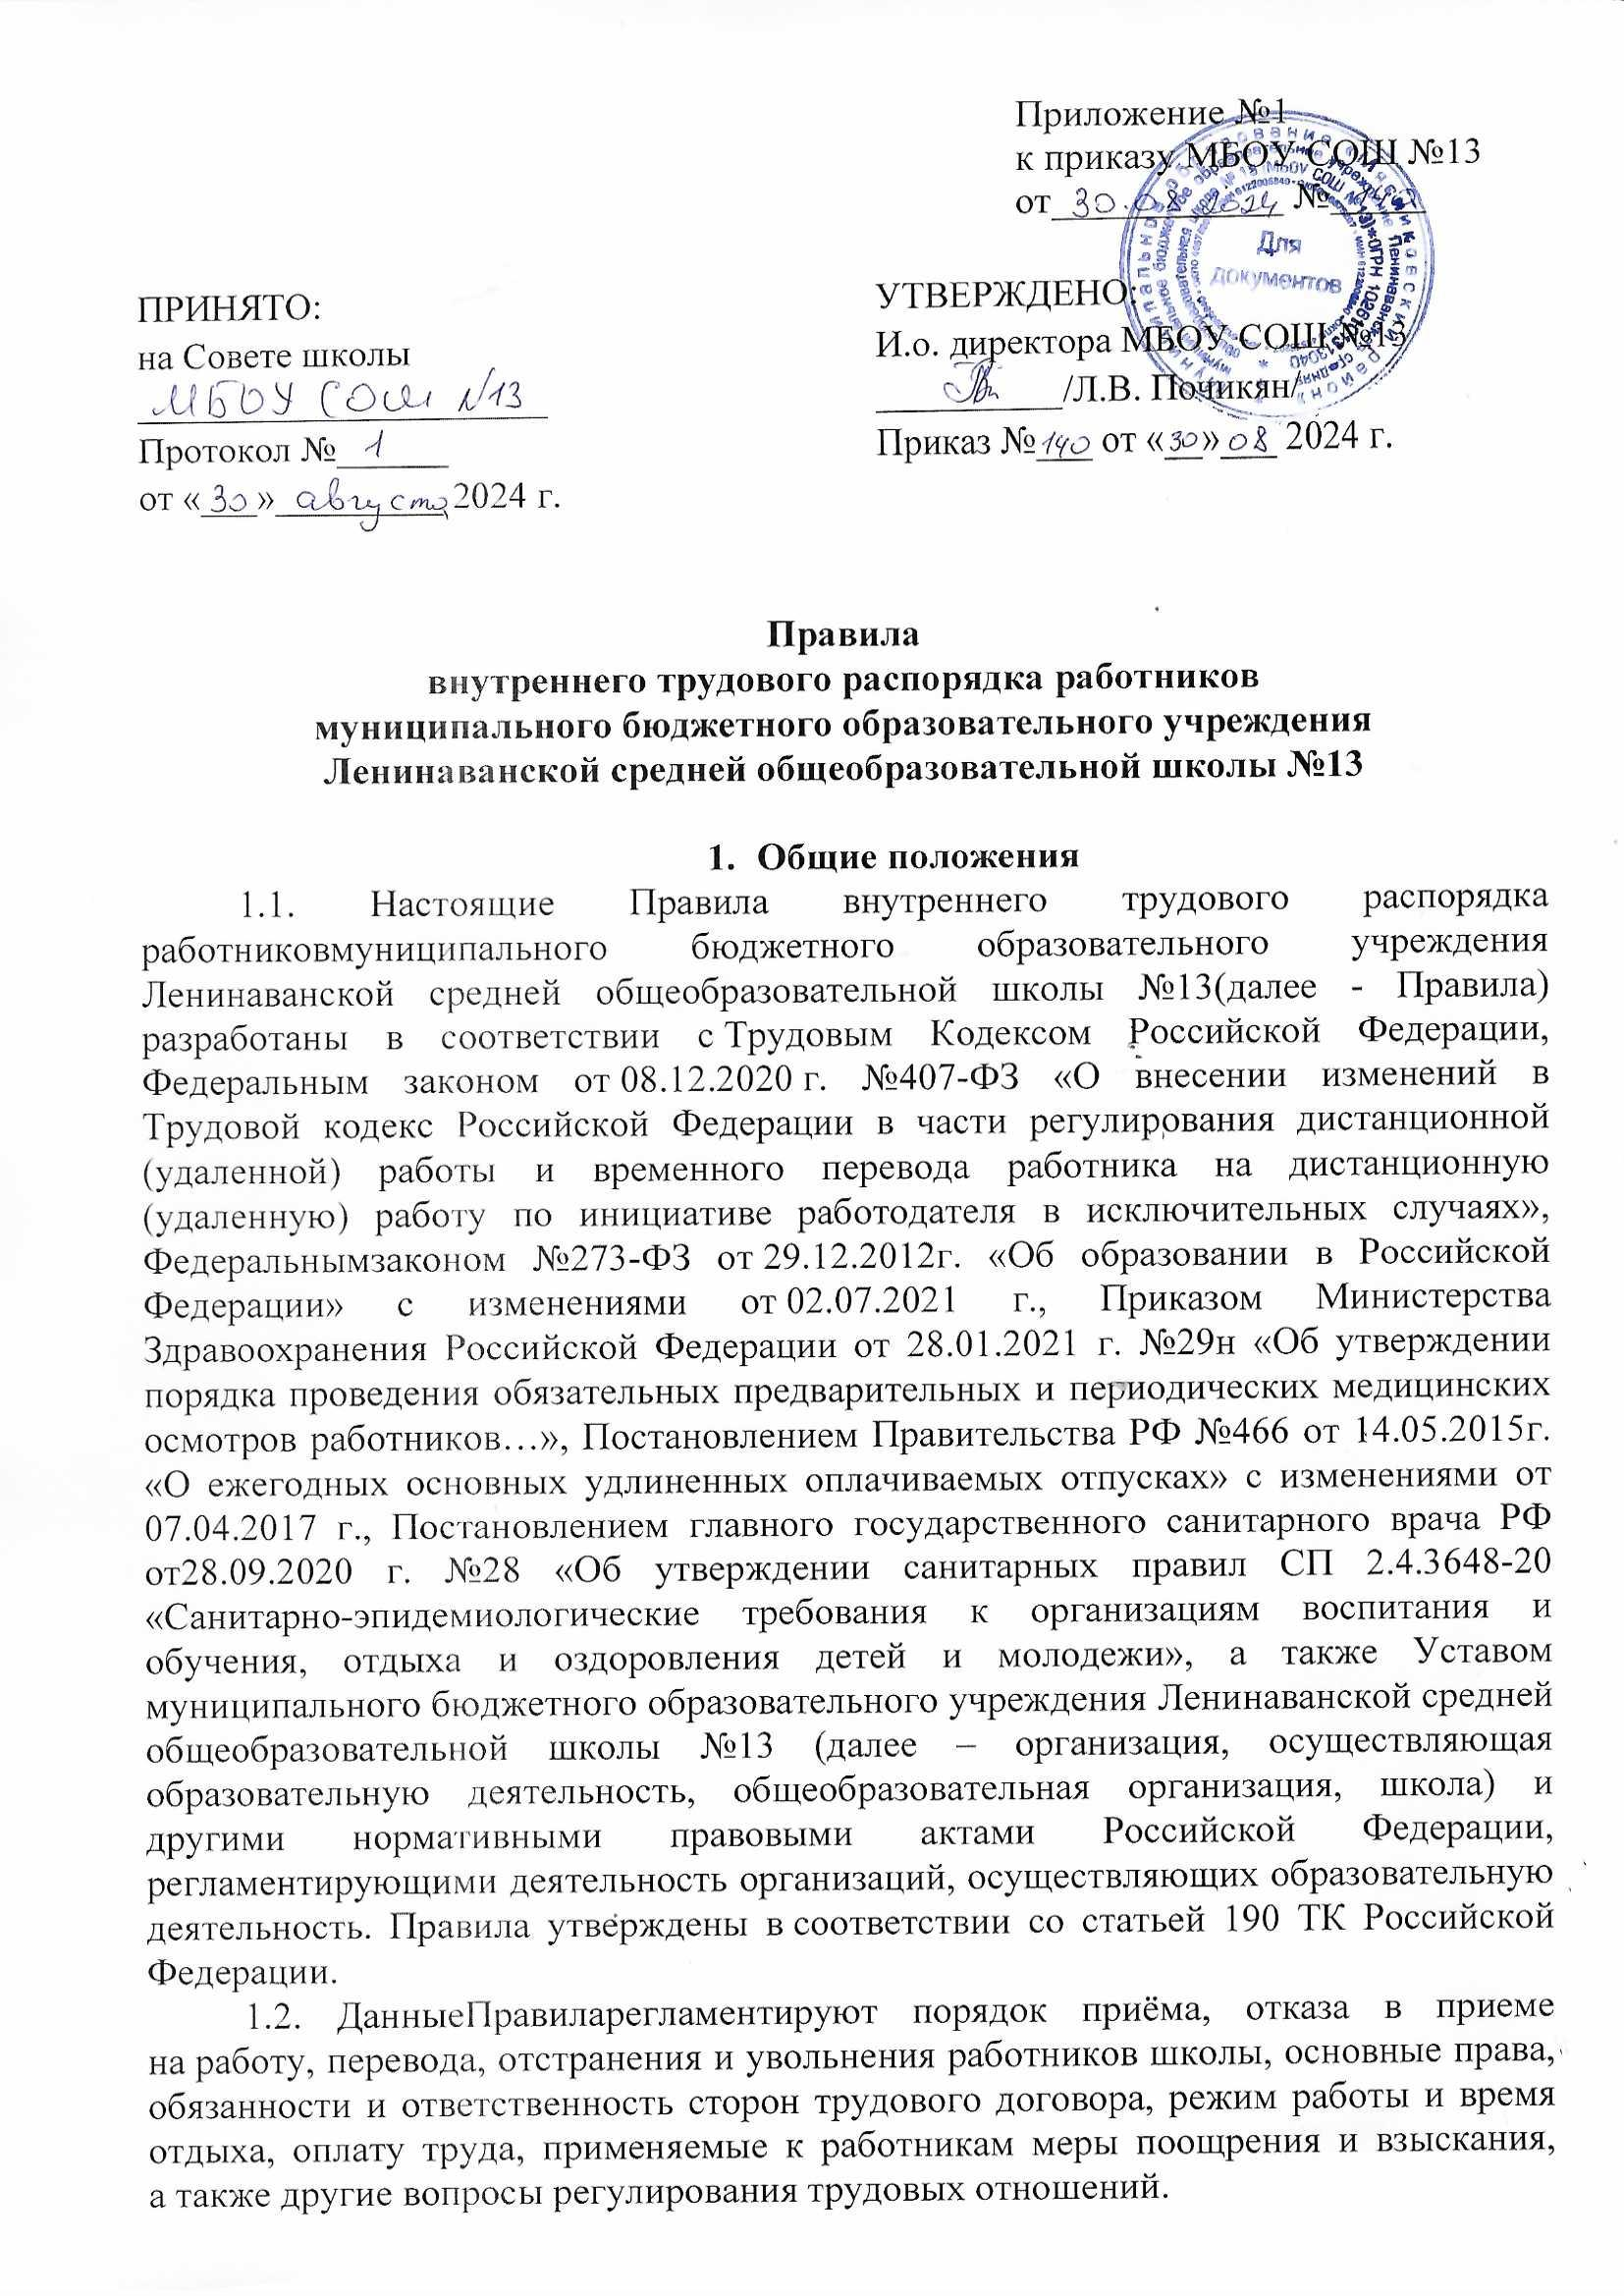 Приложение №1
к приказу МБОУ СОШ №13
от 30.08.2024 №
Для
документов
ПРИНЯТО:
на Совете школы
МБОУ СОШ №13
Протокол № 1
от «30» августа 2024 г.
УТВЕРЖДЕНО:
И.о. директора МБОУ СОШ №13
/Л.В. Почикян/
Приказ №140 от «30»08 2024 г.
Правила
внутреннего трудового распорядка работников
муниципального бюджетного образовательного учреждения
Ленинаванской средней общеобразовательной школы №13
1. Общие положения
1.1. Настоящие Правила внутреннего трудового распорядка
работниковмуниципального бюджетного образовательного учреждения
Ленинаванской средней общеобразовательной школы №13(далее - Правила)
разработаны в соответствии с Трудовым Кодексом Российской Федерации,
Федеральным законом от 08.12.2020 г. №407-ФЗ «О внесении изменений в
Трудовой кодекс Российской Федерации в части регулирования дистанционной
(удаленной) работы и временного перевода работника на дистанционную
(удаленную) работу по инициативе работодателя в исключительных случаях»,
Федеральнымзаконом №273-ФЗ от 29.12.2012г. «Об образовании в Российской
Федерации» с изменениями от 02.07.2021 г., Приказом Министерства
Здравоохранения Российской Федерации от 28.01.2021 г. №29н «Об утверждении
порядка проведения обязательных предварительных и периодических медицинских
осмотров работников…», Постановлением Правительства РФ №466 от 14.05.2015г.
«О ежегодных основных удлиненных оплачиваемых отпусках» с изменениями от
07.04.2017 г., Постановлением главного государственного санитарного врача РФ
от28.09.2020 г. №28 «Об утверждении санитарных правил СП 2.4.3648-20
«Санитарно-эпидемиологические требования к организациям воспитания и
обучения, отдыха и оздоровления детей и молодежи», а также Уставом
муниципального бюджетного образовательного учреждения Ленинаванской средней
общеобразовательной школы №13 (далее – организация, осуществляющая
образовательную деятельность, общеобразовательная организация, школа) и
другими нормативными правовыми актами Российской Федерации,
регламентирующими деятельность организаций, осуществляющих образовательную
деятельность. Правила утверждены в соответствии со статьей 190 ТК Российской
Федерации.
1.2. ДанныеПравиларегламентируют порядок приёма, отказа в приеме
на работу, перевода, отстранения и увольнения работников школы, основные права,
обязанности и ответственность сторон трудового договора, режим работы и время
отдыха, оплату труда, применяемые к работникам меры поощрения и взыскания,
а также другие вопросы регулирования трудовых отношений.